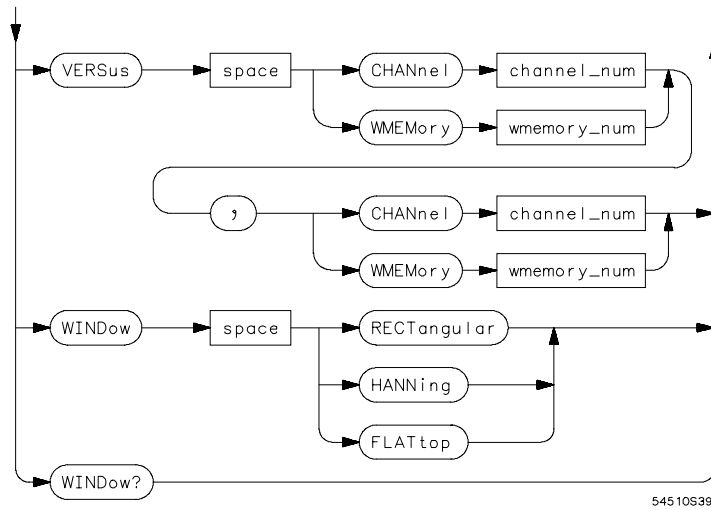 VERSus space CHANnel channel_num
WMEMory wmemory_num
, CHANnel channel_num
WMEMory wmemory_num
WINDow space RECTangular
HANNing
FLATtop
WINDow?
54510S39